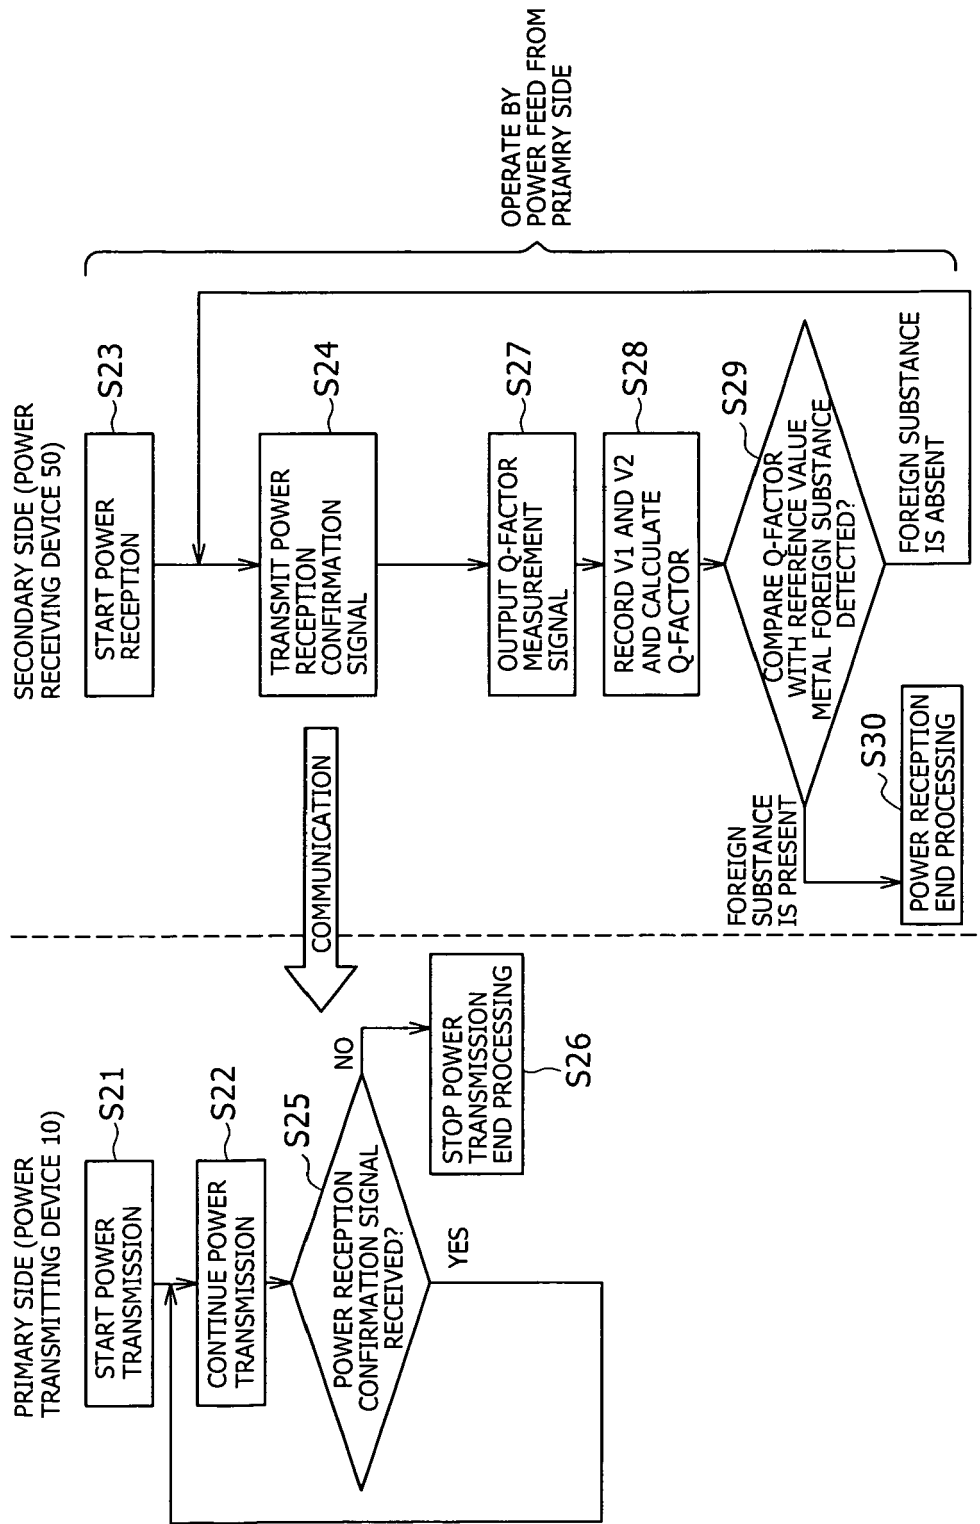 PRIMARY SIDE (POWER
TRANSMITTING DEVICE 10)
START POWER
TRANSMISSION
S21
CONTINUE POWER
TRANSMISSION
S22
POWER RECEPTION
CONFIRMATION SIGNAL
RECEIVED?
S25
NO
YES
STOP POWER
TRANSMISSION
END PROCESSING
S26
COMMUNICATION
SECONDARY SIDE (POWER
RECEIVING DEVICE 50)
START POWER
RECEPTION
S23
TRANSMIT POWER
RECEPTION
CONFIRMATION
SIGNAL
S24
OUTPUT Q-FACTOR
MEASUREMENT
SIGNAL
S27
RECORD V1 AND V2
AND CALCULATE
Q-FACTOR
S28
COMPARE Q-FACTOR
WITH REFERENCE VALUE
METAL FOREIGN SUBSTANCE
DETECTED?
S29
FOREIGN
SUBSTANCE
IS PRESENT
S30
POWER RECEPTION
END PROCESSING
FOREIGN SUBSTANCE
IS ABSENT
OPERATE BY
POWER FEED FROM
PRIAMRY SIDE